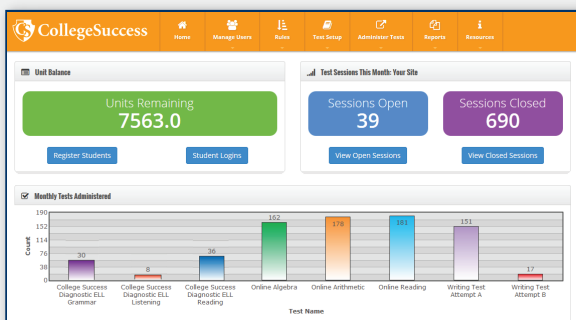 CS CollegeSuccess
Home Manage Users Rules Test Setup Administer Tests Reports Resources
Unit Balance
Units Remaining
7563.0
Register Students Student Logins
Test Sessions This Month: Your Site
Sessions Open Sessions Closed
39 690
View Open Sessions View Closed Sessions
Monthly Tests Administered
190
152
114
76
38
0
Count
30 8 36 162 178 181 151 17
College Success Diagnostic ELL Grammar
College Success Diagnostic ELL Listening
College Success Diagnostic ELL Reading
Online Algebra
Online Arithmetic
Online Reading
Writing Test Attempt A
Writing Test Attempt B
Test Name